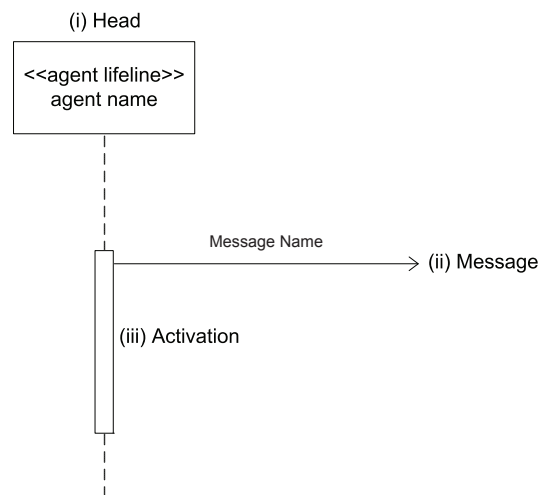 (i) Head
<<agent lifeline>>
agent name
Message Name
(ii) Message
(iii) Activation